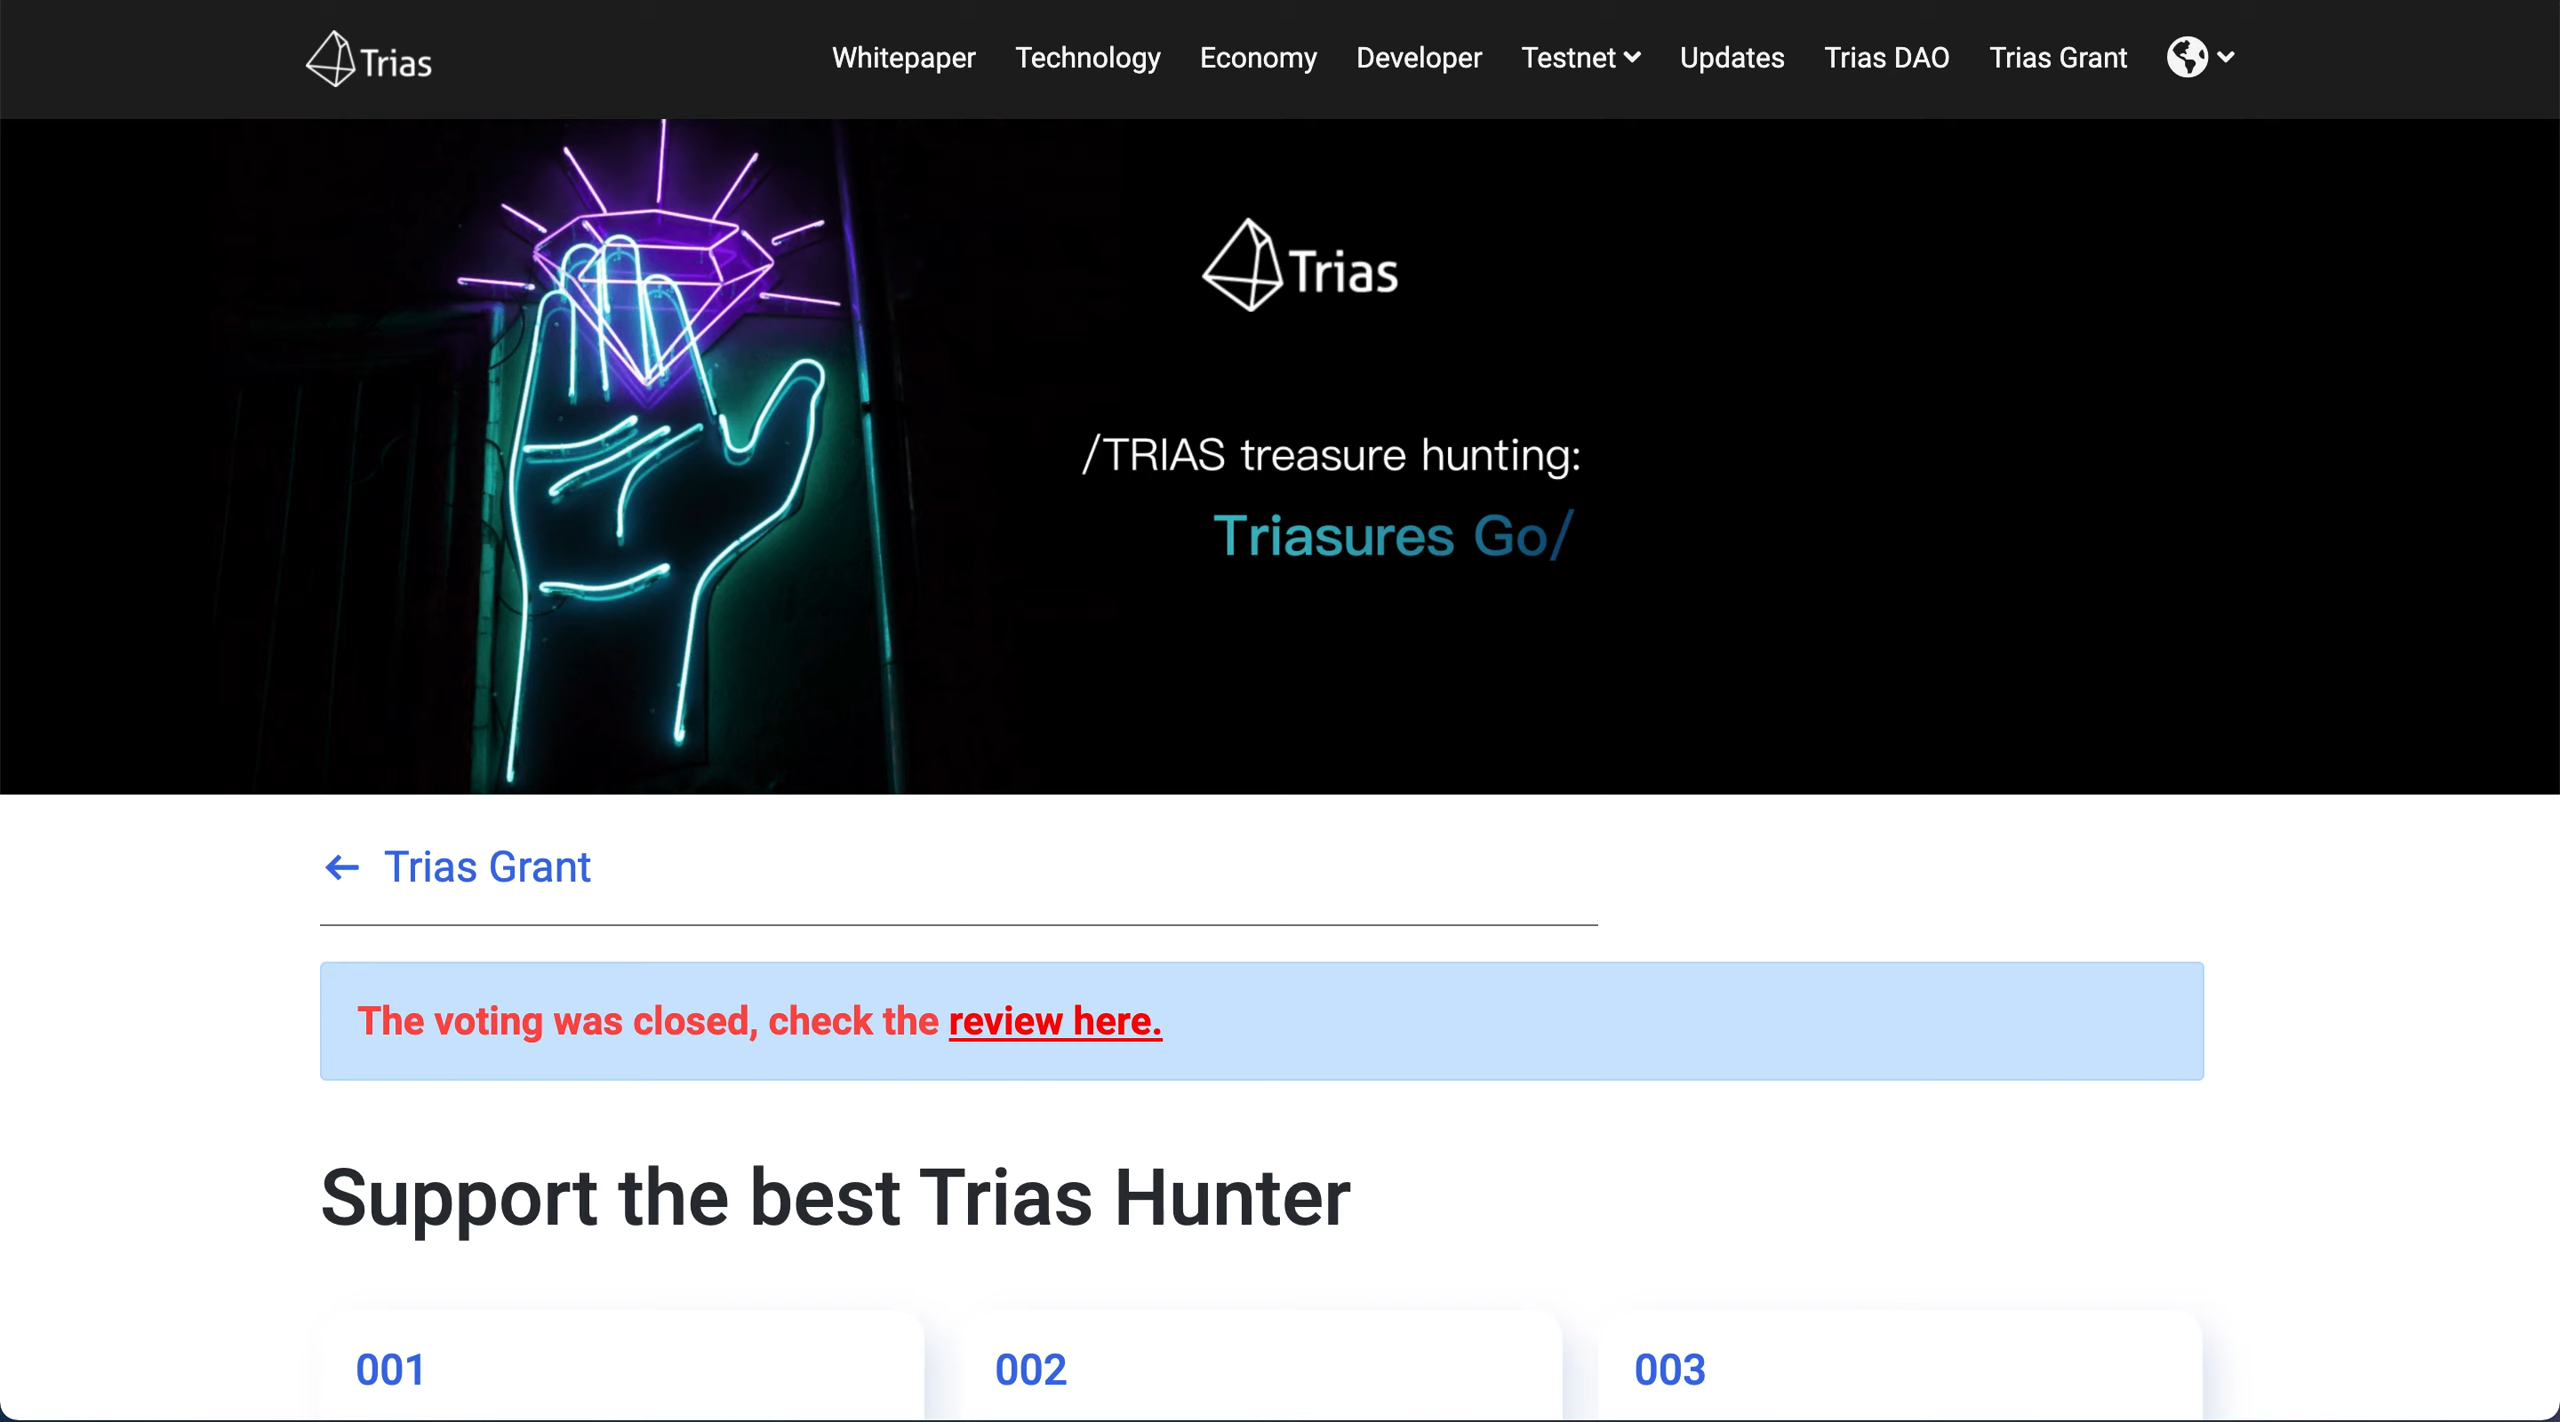 Trias
Whitepaper Technology Economy Developer Testnet Updates Trias DAO Trias Grant
Trias
/TRIAS treasure hunting:
Triasures Go/
Trias Grant
The voting was closed, check the review here.
Support the best Trias Hunter
001 002 003